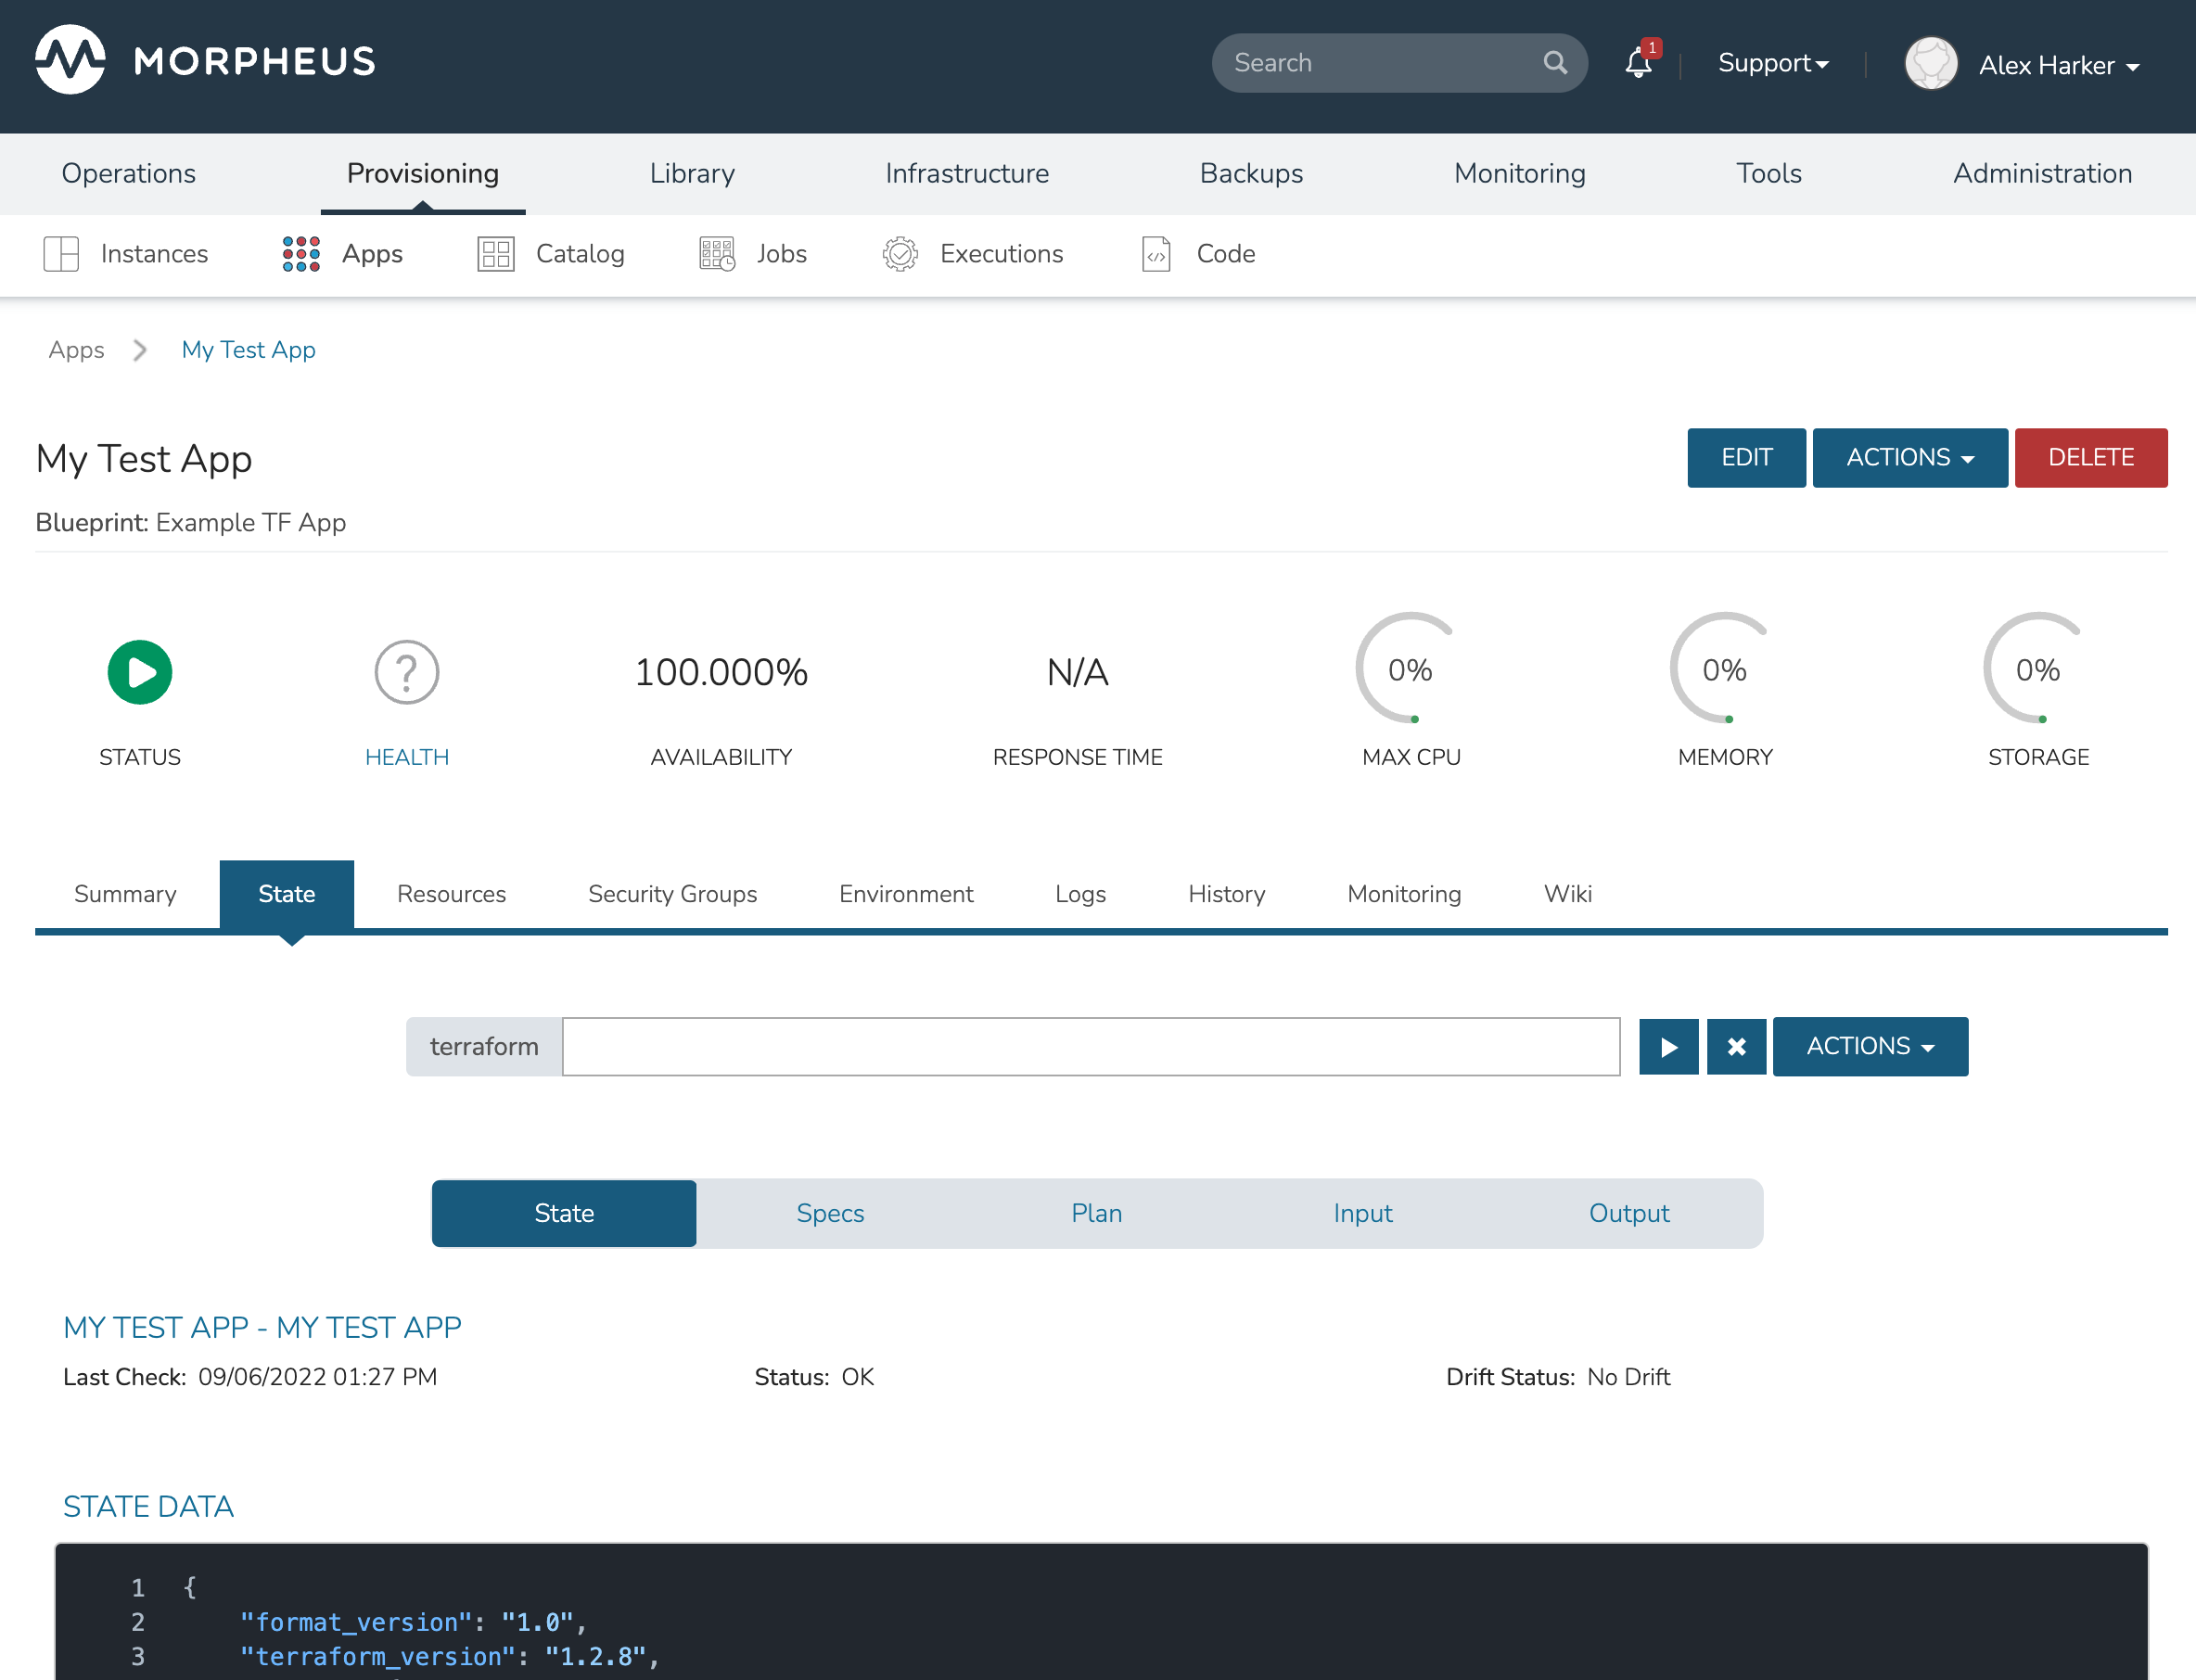 MORPHEUS
Search
1
Support
Alex Harker
Operations Provisioning Library Infrastructure Backups Monitoring Tools Administration
Instances Apps Catalog Jobs Executions Code
Apps My Test App
My Test App
EDIT ACTIONS DELETE
Blueprint: Example TF App
? 100.000% N/A 0% 0% 0%
STATUS HEALTH AVAILABILITY RESPONSE TIME MAX CPU MEMORY STORAGE
Summary State Resources Security Groups Environment Logs History Monitoring Wiki
terraform ACTIONS
State Specs Plan Input Output
MY TEST APP - MY TEST APP
Last Check: 09/06/2022 01:27 PM Status: OK Drift Status: No Drift
STATE DATA
1 {
2 "format_version": "1.0",
3 "terraform_version": "1.2.8",